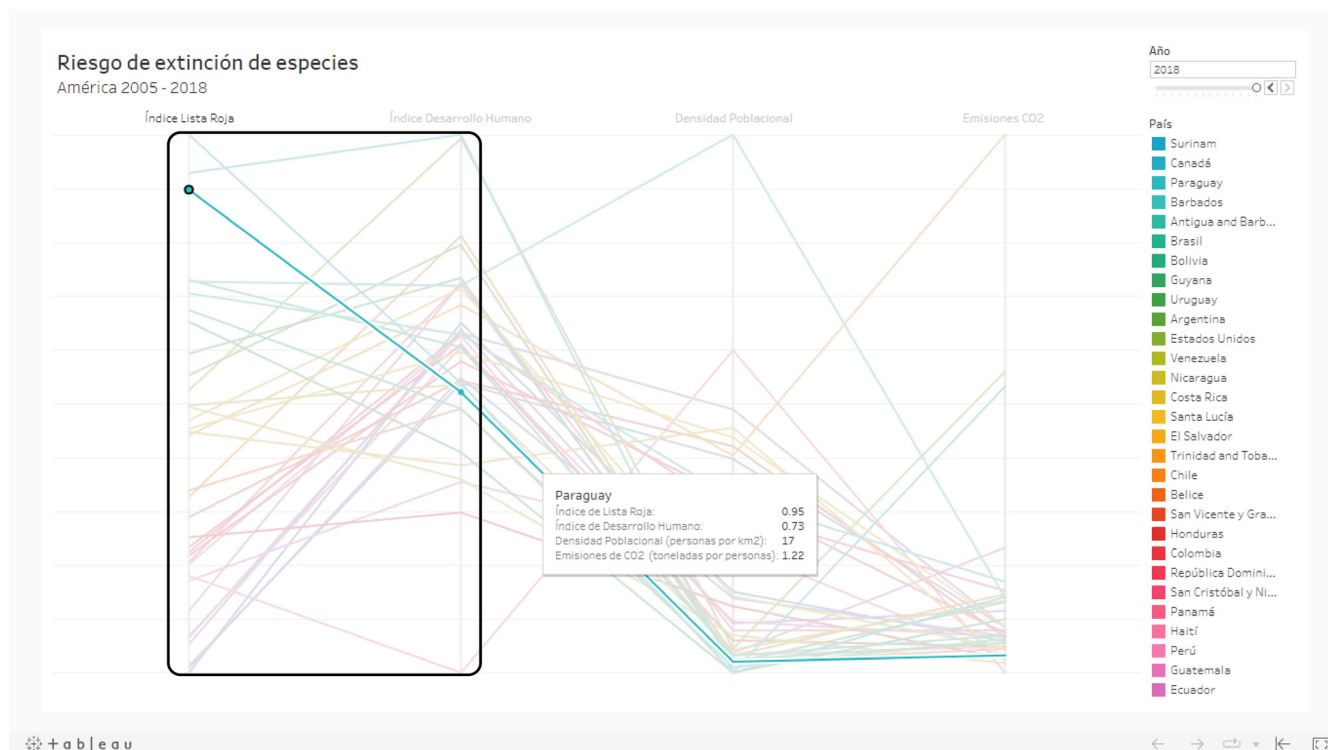 Riesgo de extinción de especies
América 2005 - 2018
Año
2018
Índice Lista Roja
Índice Desarrollo Humano
Densidad Poblacional
Emisiones CO2
País
Surinam
Canadá
Paraguay
Barbados
Antigua and Barb...
Brasil
Bolivia
Guyana
Uruguay
Argentina
Estados Unidos
Venezuela
Nicaragua
Costa Rica
Santa Lucía
El Salvador
Trinidad and Toba...
Chile
Belice
San Vicente y Gra...
Honduras
Colombia
República Domini...
San Cristóbal y Ni...
Panamá
Haití
Perú
Guatemala
Ecuador
Paraguay
Índice de Lista Roja: 0.95
Índice de Desarrollo Humano: 0.73
Densidad Poblacional (personas por km2): 17
Emisiones de CO2 (toneladas por personas): 1.22
+ a b l e a u